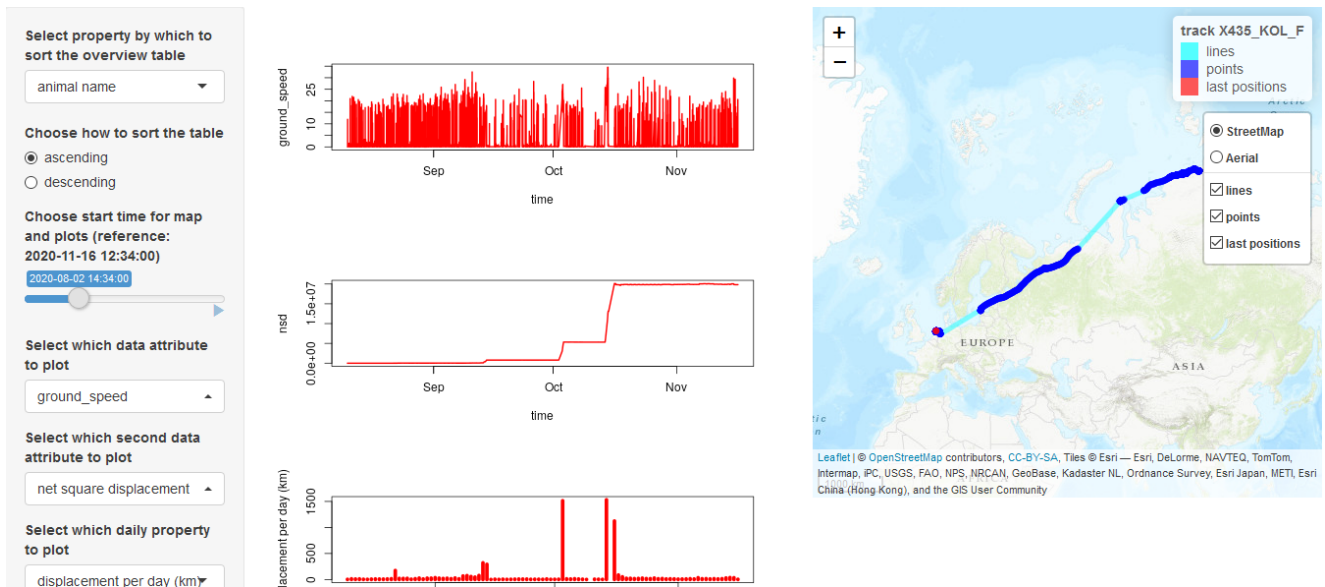 Select property by which to
sort the overview table
animal name
Choose how to sort the table
ascending
descending
Choose start time for map
and plots (reference:
2020-11-16 12:34:00)
2020-08-02 14:34:00
Select which data attribute
to plot
ground_speed
Select which second data
attribute to plot
net square displacement
Select which daily property
to plot
displacement per day (km)
ground_speed
0 10 25
Sep Oct Nov
time
nsd
0.0e+00 1.5e+07
Sep Oct Nov
time
lacement per day (km)
0 500 1500
+
−
track X435_KOL_F
lines
points
last positions
Arctic
StreetMap
Aerial
lines
points
last positions
EUROPE
ASIA
tic
n
AFRICA
1000 km
Leaflet | © OpenStreetMap contributors, CC-BY-SA, Tiles © Esri — Esri, DeLorme, NAVTEQ, TomTom,
Intermap, iPC, USGS, FAO, NPS, NRCAN, GeoBase, Kadaster NL, Ordnance Survey, Esri Japan, METI, Esri
China (Hong Kong), and the GIS User Community